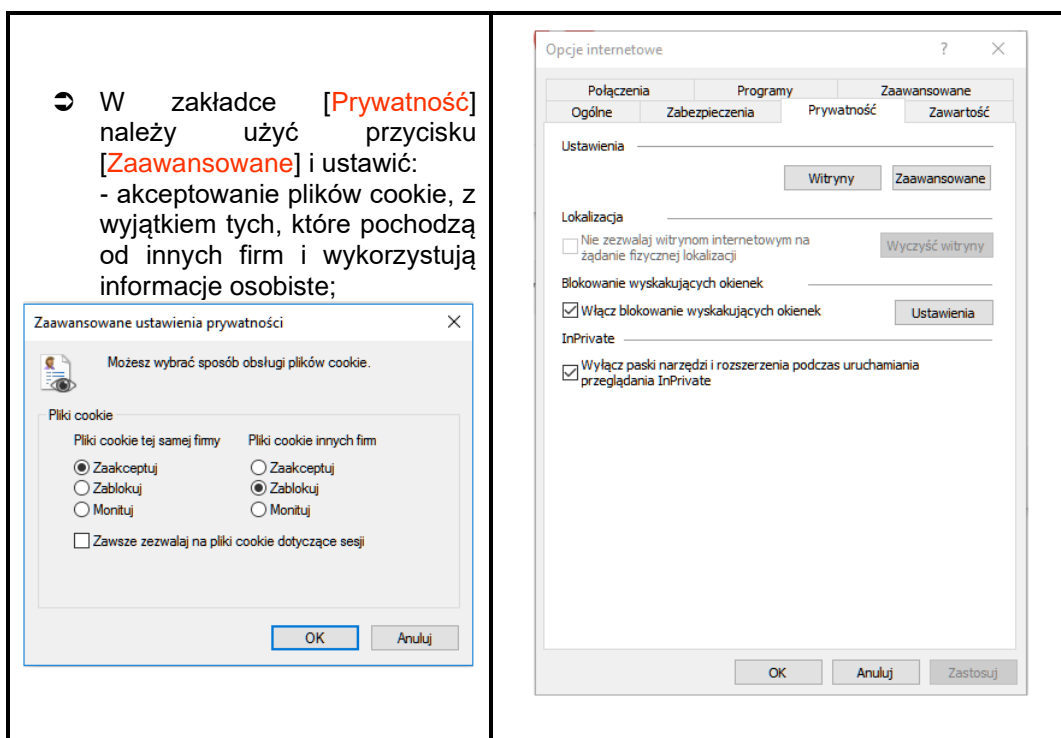 ➲ W zakładce [Prywatność]
należy użyć przycisku
[Zaawansowane] i ustawić:
- akceptowanie plików cookie, z
wyjątkiem tych, które pochodzą
od innych firm i wykorzystują
informacje osobiste;
Zaawansowane ustawienia prywatności
Możesz wybrać sposób obsługi plików cookie.
Pliki cookie
Pliki cookie tej samej firmy Pliki cookie innych firm
Zaakceptuj Zaakceptuj
Zablokuj Zablokuj
Monituj Monituj
Zawsze zezwalaj na pliki cookie dotyczące sesji
OK Anuluj
Opcje internetowe ?
Połączenia Programy Zaawansowane
Ogólne Zabezpieczenia Prywatność Zawartość
Ustawienia
Witryny Zaawansowane
Lokalizacja
Nie zezwalaj witrynom internetowym na
żądanie fizycznej lokalizacji
Wyczyść witryny
Blokowanie wyskakujących okienek
Włącz blokowanie wyskakujących okienek Ustawienia
InPrivate
Wyłącz paski narzędzi i rozszerzenia podczas uruchamiania
przeglądania InPrivate
OK Anuluj Zastosuj